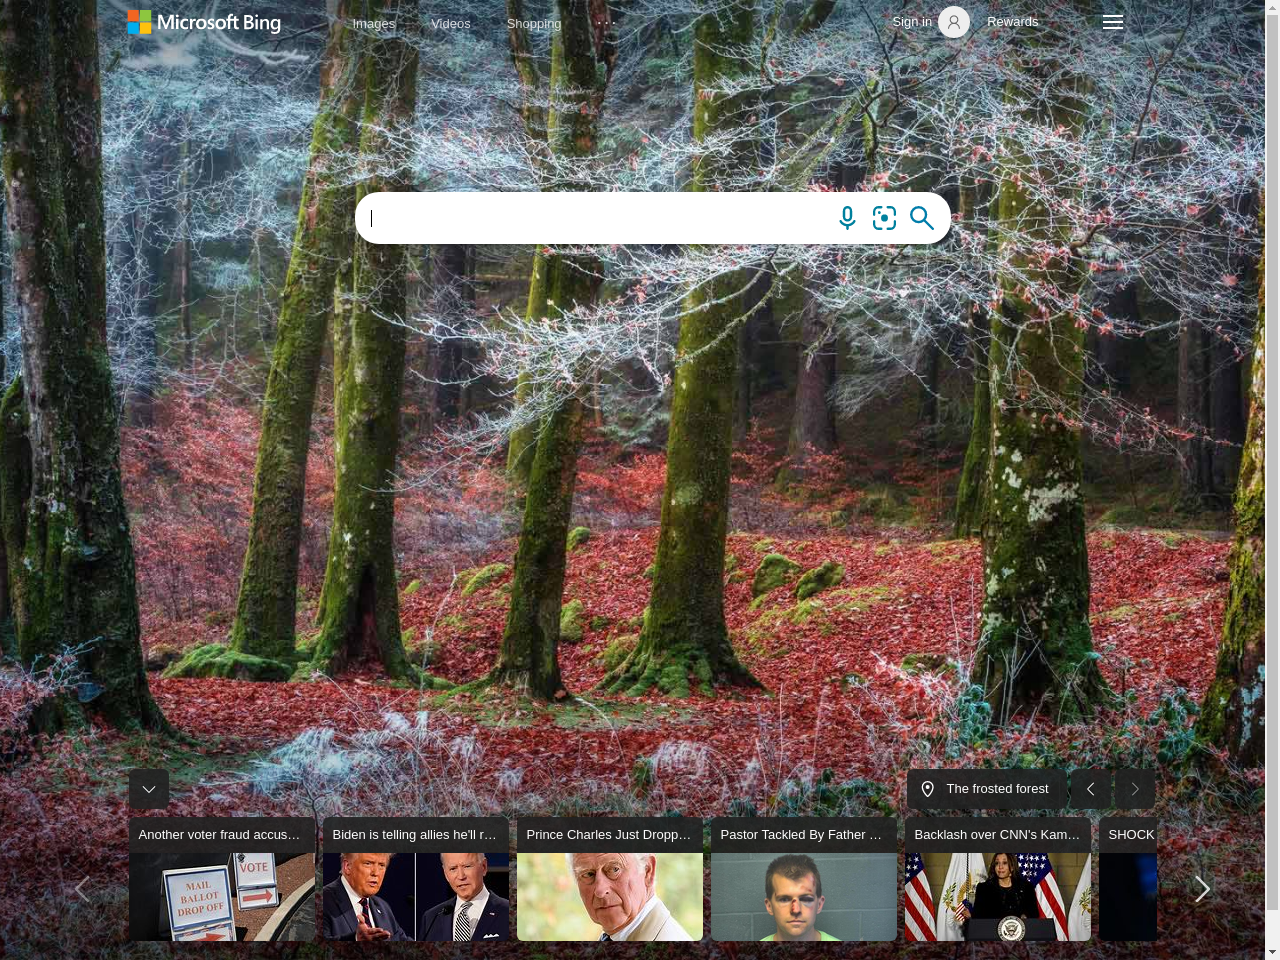 Microsoft Bing
Images
Videos
Shopping
...
Sign in
Rewards
The frosted forest
Another voter fraud accus…
Biden is telling allies he'll r…
Prince Charles Just Dropp…
Pastor Tackled By Father …
Backlash over CNN's Kam…
SHOCK
MAIL
BALLOT
DROP OFF
VOTE